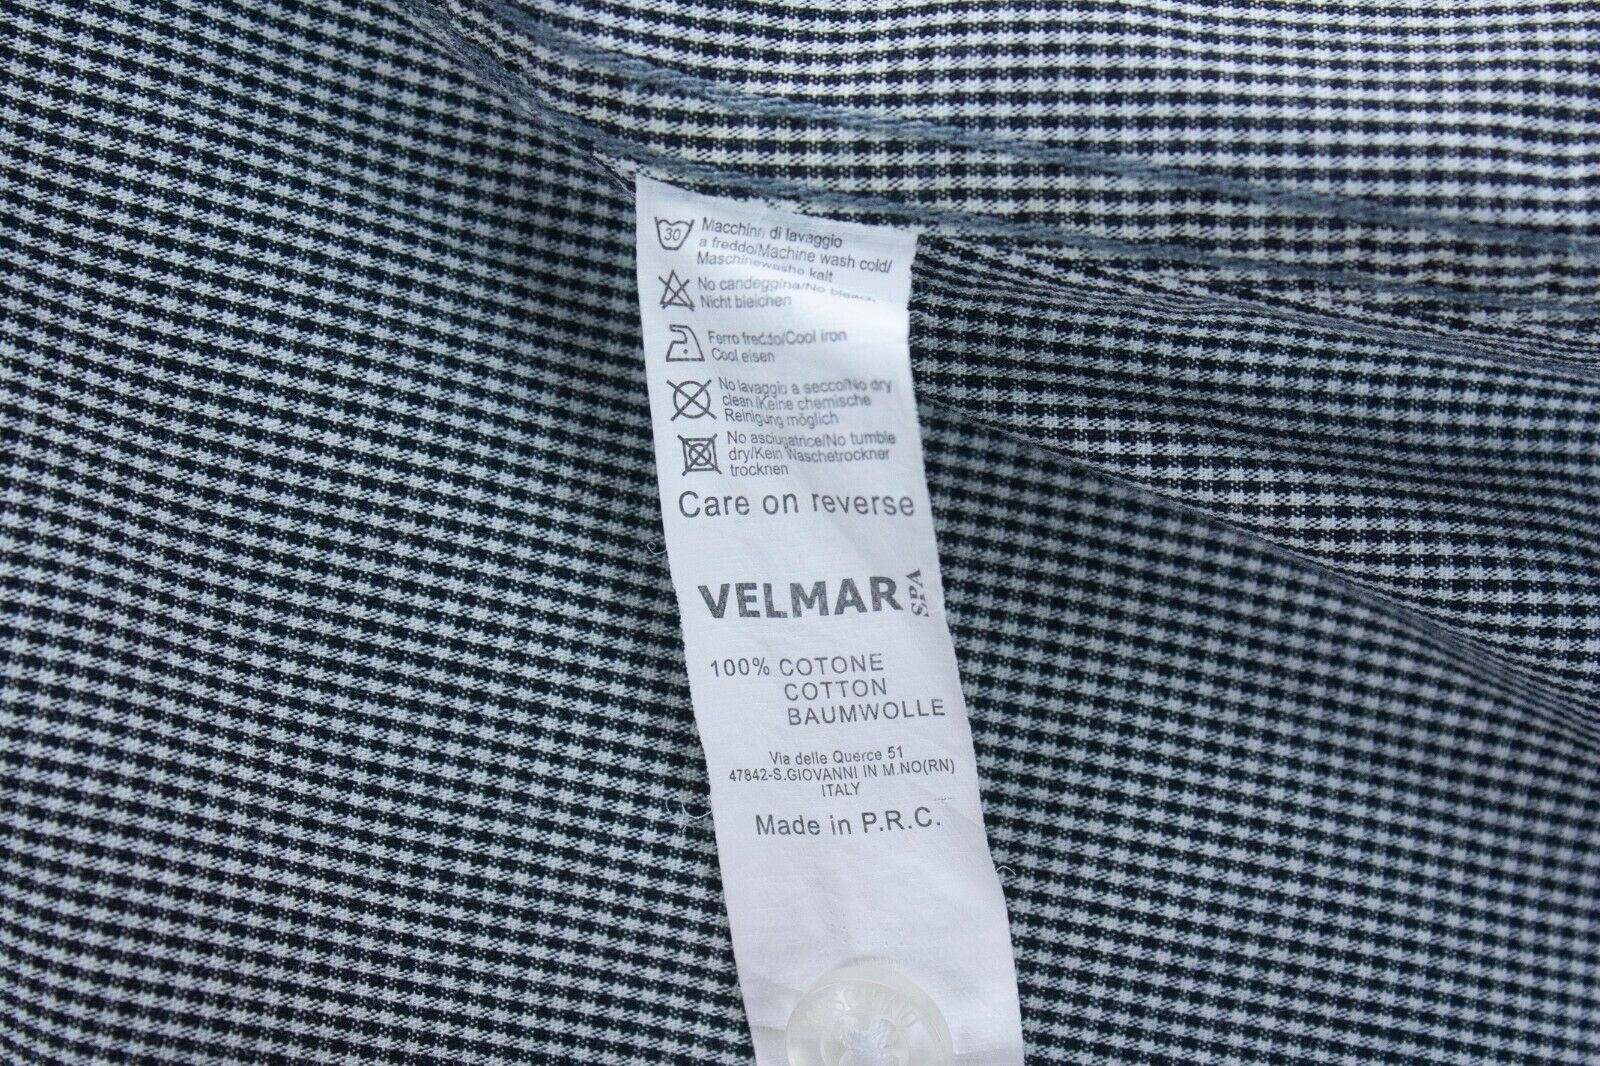 30
Macchina di lavaggio
a freddo/Machine wash cold/
Maschinewashe kalt
No candeggina/No bleach
Nicht bleichen
Ferro freddo/Cool iron
Cool eisen
No lavaggio a secco/No dry
clean /Keine chemische
Reinigung möglich
No asciugatrice/No tumble
dry/Kein Waschetrockner
trocknen
Care on reverse
VELMAR SPA
100% COTONE
COTTON
BAUMWOLLE
Via delle Querce 51
47842-S.GIOVANNI IN M.NO(RN)
ITALY
Made in P.R.C.
MOSCHINO